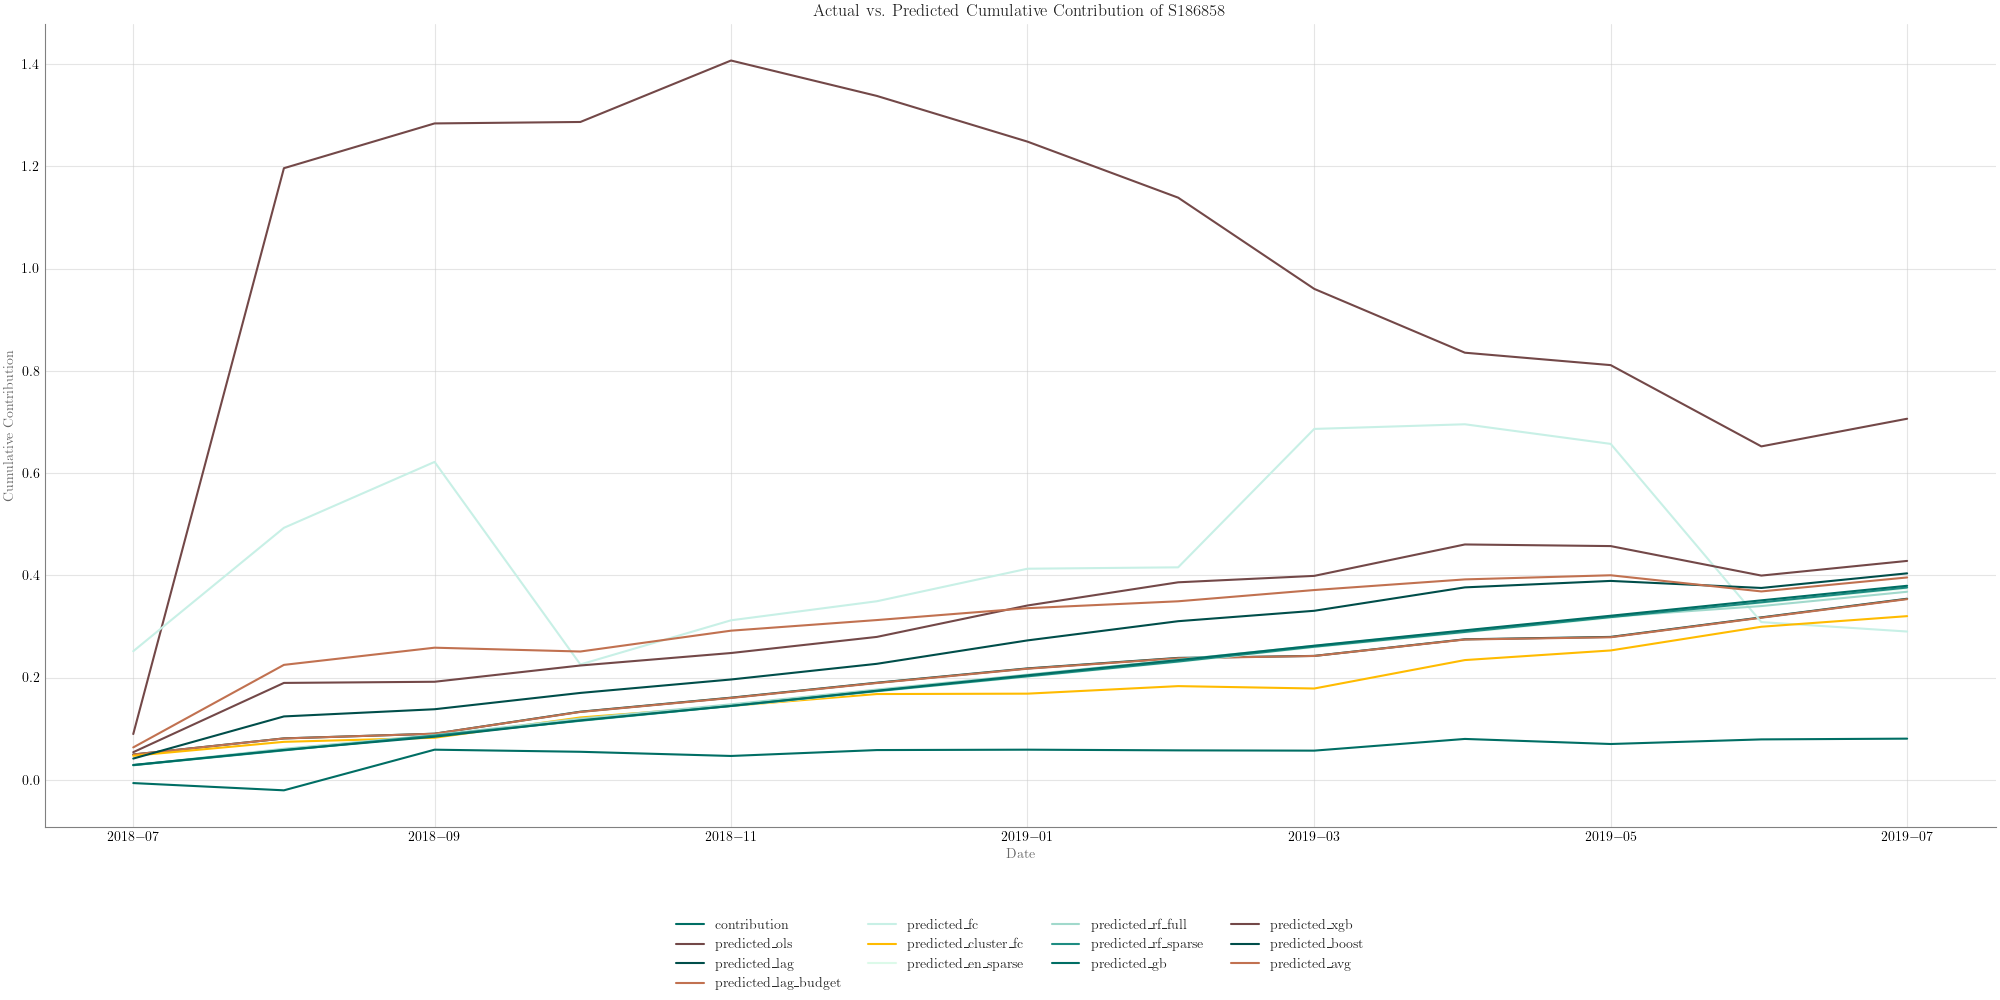 Actual vs. Predicted Cumulative Contribution of S186858
1.4
1.2
1.0
0.8
0.6
0.4
0.2
0.0
Cumulative Contribution
2018−07 2018−09 2018−11 2019−01 2019−03 2019−05 2019−07
Date
contribution predicted_fc predicted_rf_full predicted_xgb
predicted_ols predicted_cluster_fc predicted_rf_sparse predicted_boost
predicted_lag predicted_en_sparse predicted_gb predicted_avg
predicted_lag_budget